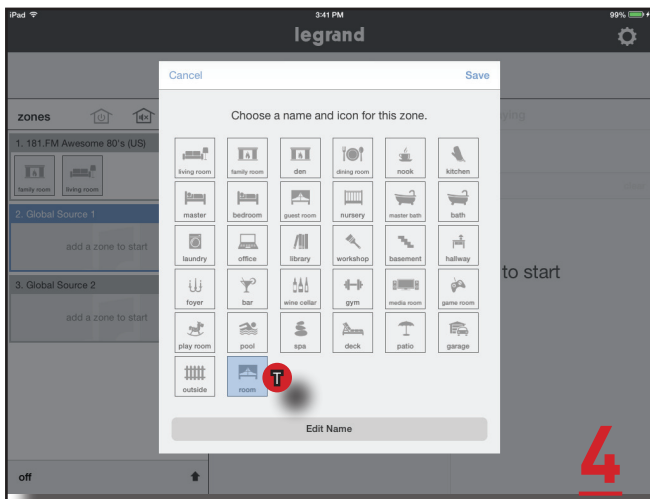 iPad 3:41 PM 99%
legrand
Cancel Save
zones
Choose a name and icon for this zone.
ying
1. 181.FM Awesome 80's (US)
family room living room
2. Global Source 1
add a zone to start
3. Global Source 2
add a zone to start
off
living room family room den dining room nook kitchen
master bedroom guest room nursery master bath bath
laundry office library workshop basement hallway
foyer bar wine cellar gym media room game room
play room pool spa deck patio garage
outside room
T
Edit Name
to start
4